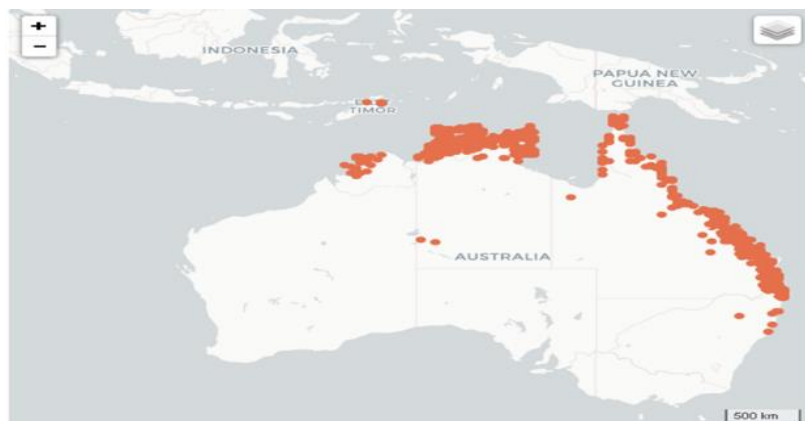 +
−
INDONESIA
PAPUA NEW
GUINEA
TIMOR
AUSTRALIA
500 km